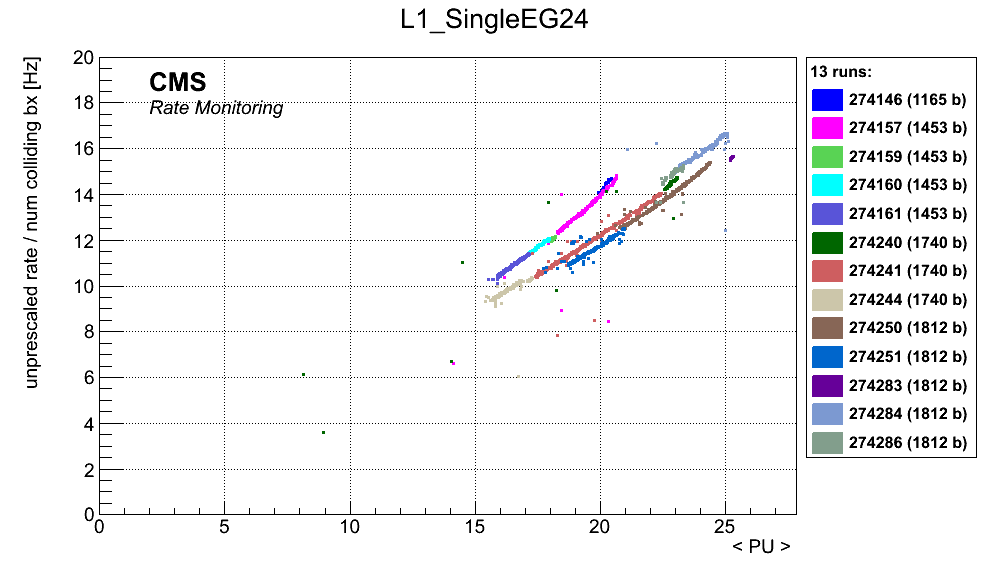 L1_SingleEG24
unprescaled rate / num colliding bx [Hz]
20
18
16
14
12
10
8
6
4
2
0
CMS
Rate Monitoring
0
5
10
15
20
25
< PU >
13 runs:
274146 (1165 b)
274157 (1453 b)
274159 (1453 b)
274160 (1453 b)
274161 (1453 b)
274240 (1740 b)
274241 (1740 b)
274244 (1740 b)
274250 (1812 b)
274251 (1812 b)
274283 (1812 b)
274284 (1812 b)
274286 (1812 b)